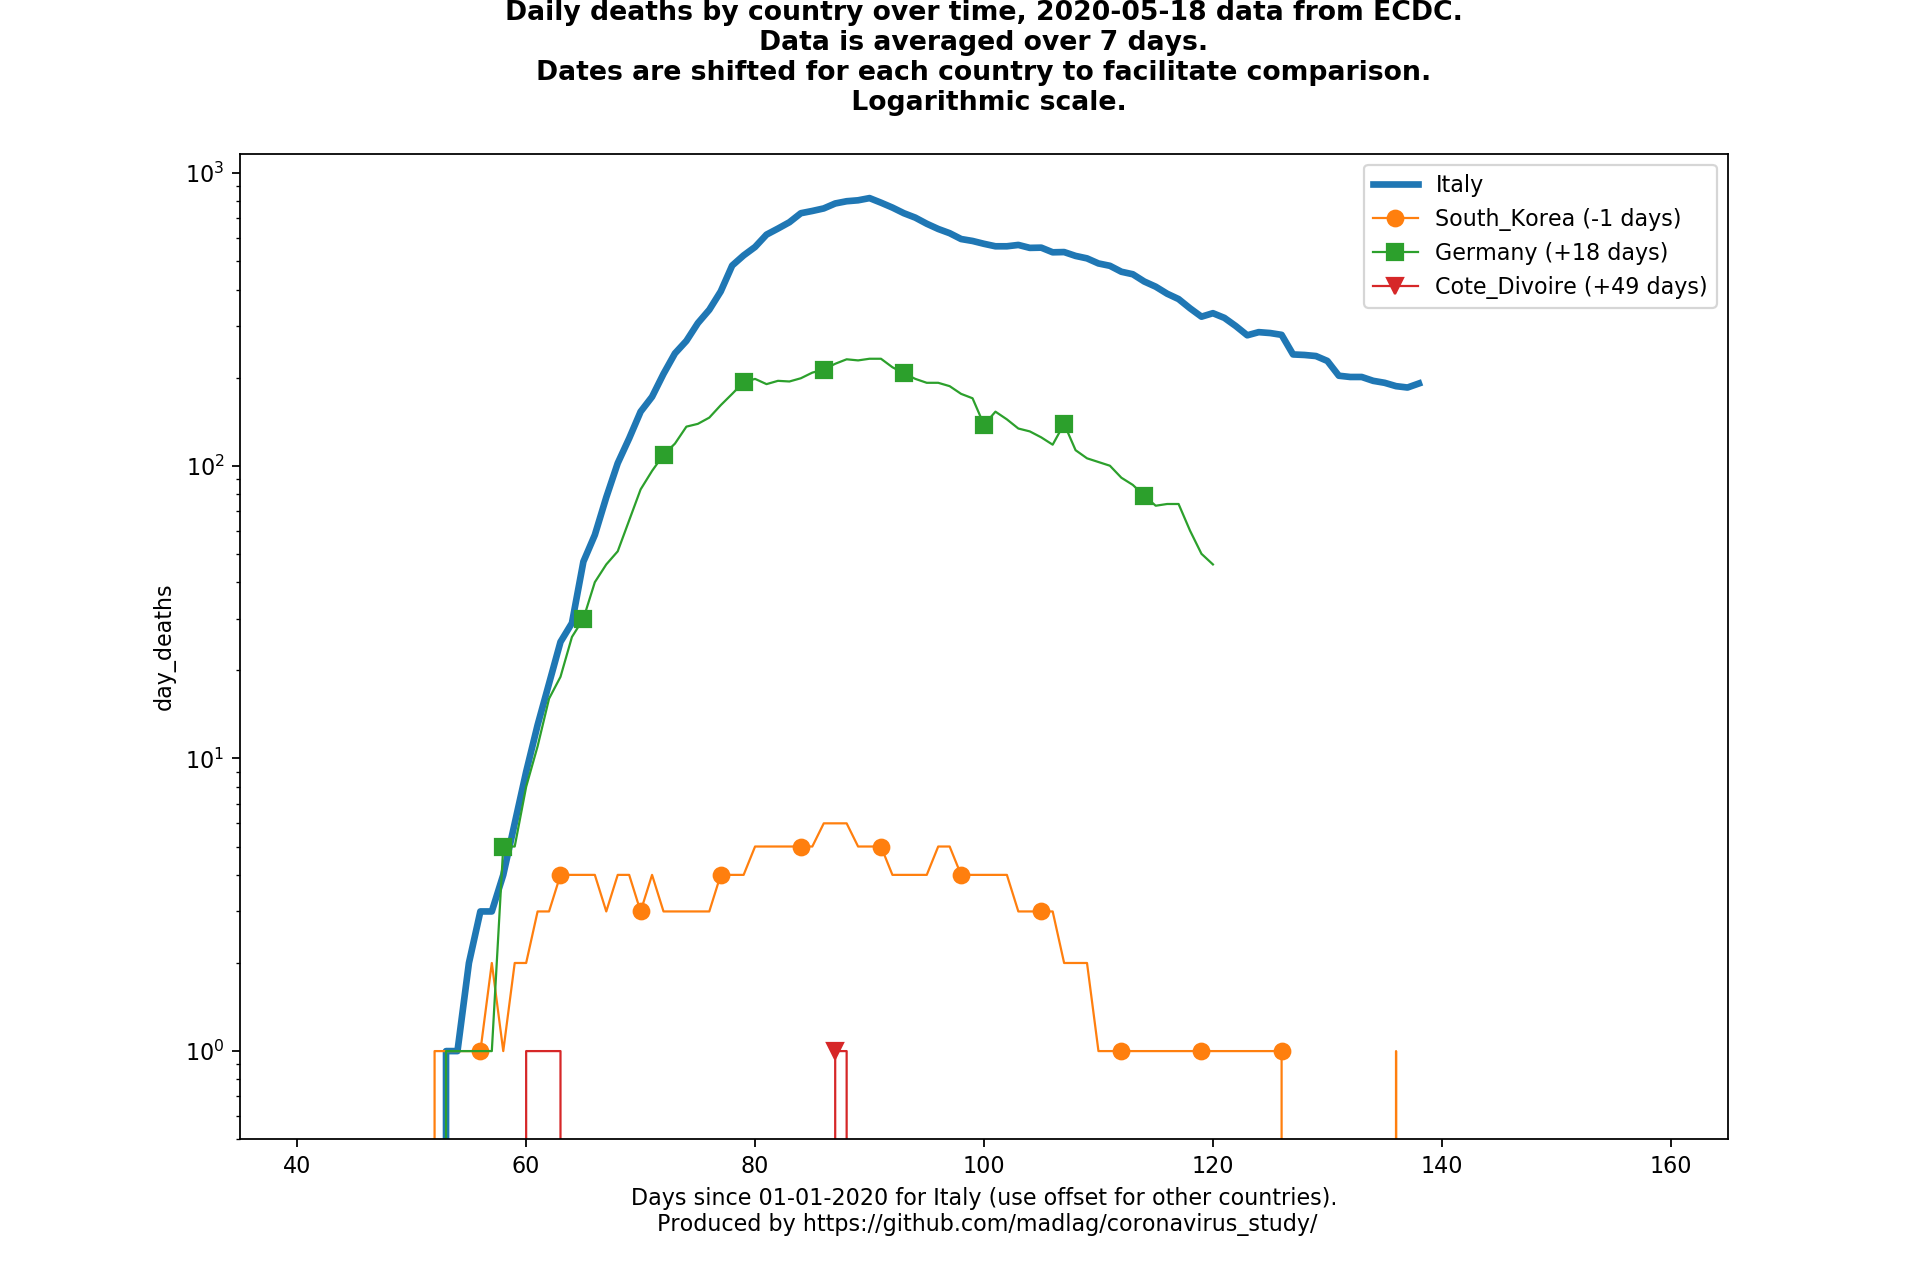 Daily deaths by country over time, 2020-05-18 data from ECDC.
Data is averaged over 7 days.
Dates are shifted for each country to facilitate comparison.
Logarithmic scale.
10³
10²
10¹
10⁰
day_deaths
Italy
South_Korea (-1 days)
Germany (+18 days)
Cote_Divoire (+49 days)
40 60 80 100 120 140 160
Days since 01-01-2020 for Italy (use offset for other countries).
Produced by https://github.com/madlag/coronavirus_study/